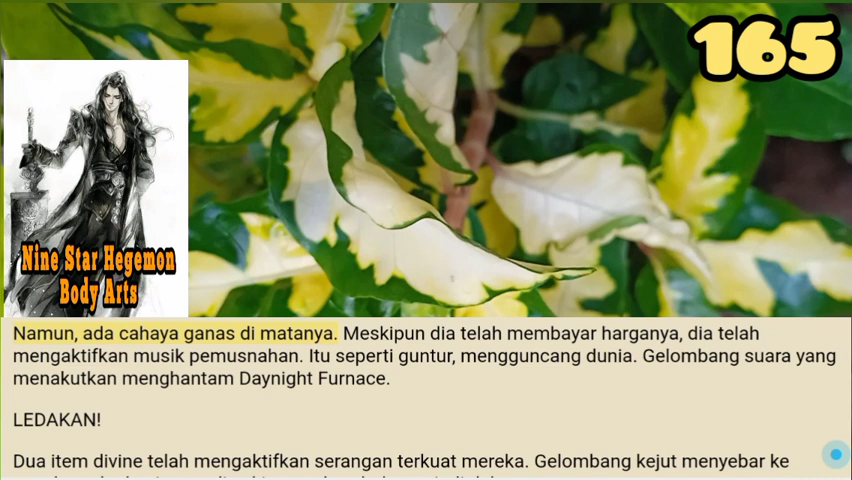 165
Nine Star Hegemon
Body Arts
Namun, ada cahaya ganas di matanya. Meskipun dia telah membayar harganya, dia telah
mengaktifkan musik pemusnahan. Itu seperti guntur, mengguncang dunia. Gelombang suara yang
menakutkan menghantam Daynight Furnace.
LEDAKAN!
Dua item divine telah mengaktifkan serangan terkuat mereka. Gelombang kejut menyebar ke